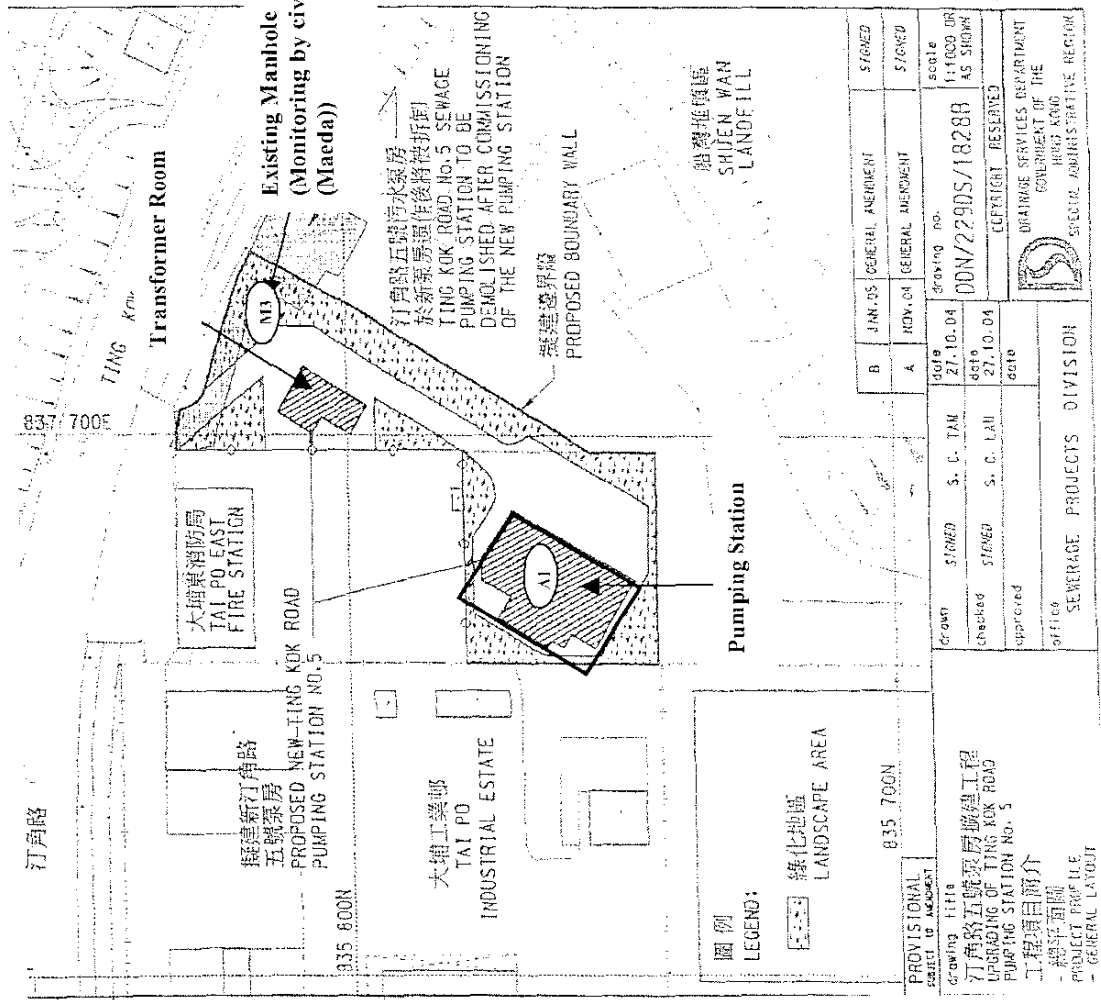 汀角路
TING KOK
837 700E
Transformer Room
Existing Manhole
(Monitoring by civ
(Maeda))
M3
大埔東消防局
TAI PO EAST
FIRE STATION
擬建新汀角路
五號泵房
PROPOSED NEW-TING KOK ROAD
PUMPING STATION NO.5
汀角路五號污水泵房
於新泵房運作後將被折卸
TING KOK ROAD No.5 SEWAGE
PUMPING STATION TO BE
DEMOLISHED AFTER COMMISSIONING
OF THE NEW PUMPING STATION
擬建邊界牆
PROPOSED BOUNDARY WALL
835 800N
大埔工業邨
TAI PO
INDUSTRIAL ESTATE
A1
Pumping Station
船灣堆填區
SHUEN WAN
LANDFILL
圖例
LEGEND:
綠化地區
LANDSCAPE AREA
835 700N
B JAN.05 GENERAL AMENDMENT SIGNED
A NOV.04 GENERAL AMENDMENT SIGNED
PROVISIONAL
SUBJECT TO AMENDMENT
drawing title
汀角路五號泵房擴建工程
UPGRADING OF TING KOK ROAD
PUMPING STATION No. 5
工程項目簡介
- 總平面圖
PROJECT PROFILE
- GENERAL LAYOUT
drawn SIGNED S. C. TAM date 27.10.04
checked SIGNED S. C. LAU date 27.10.04
approved date
office
SEWERAGE PROJECTS DIVISION
drawing no.
DDN/229DS/1828B
scale
1:1000 OR
AS SHOWN
COPYRIGHT RESERVED
DRAINAGE SERVICES DEPARTMENT
GOVERNMENT OF THE
HONG KONG
SPECIAL ADMINISTRATIVE REGION